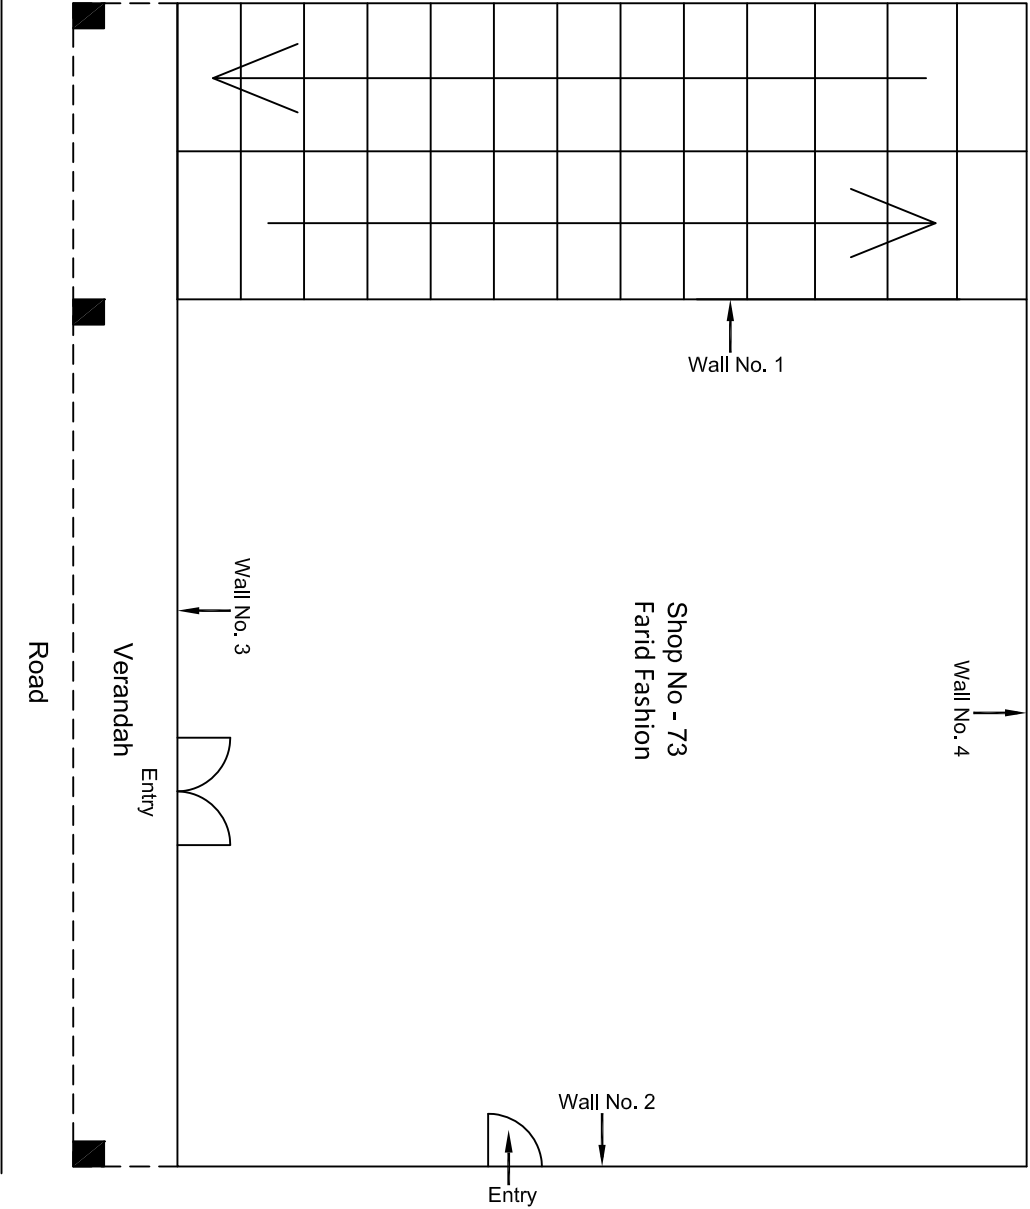 Wall No. 1
Wall No. 3
Shop No - 73
Farid Fashion
Wall No. 4
Road
Verandah
Entry
Wall No. 2
Entry